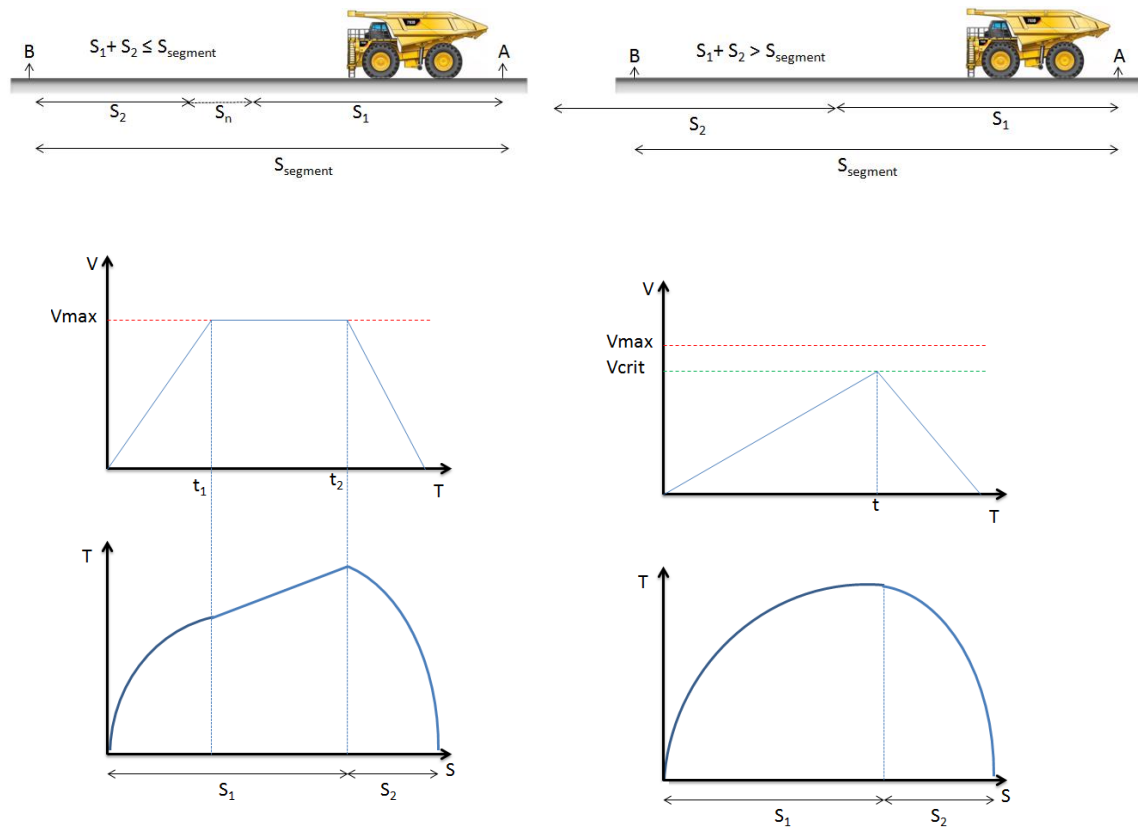 B
S1+ S2 ≤ Ssegment
A
S2
Sn
S1
Ssegment
B
S1+ S2 > Ssegment
A
S2
S1
Ssegment
V
Vmax
t1
t2
T
V
Vmax
Vcrit
t
T
T
S
S1
S2
T
S
S1
S2